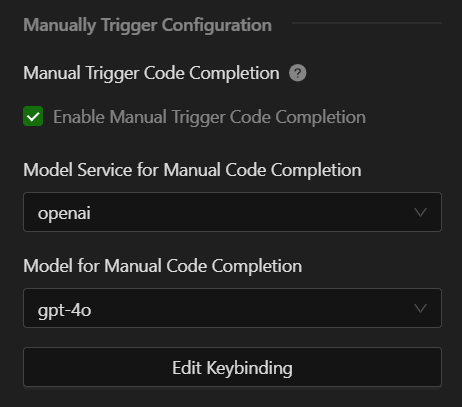 Manually Trigger Configuration
Manual Trigger Code Completion ?
Enable Manual Trigger Code Completion
Model Service for Manual Code Completion
openai
Model for Manual Code Completion
gpt-4o
Edit Keybinding